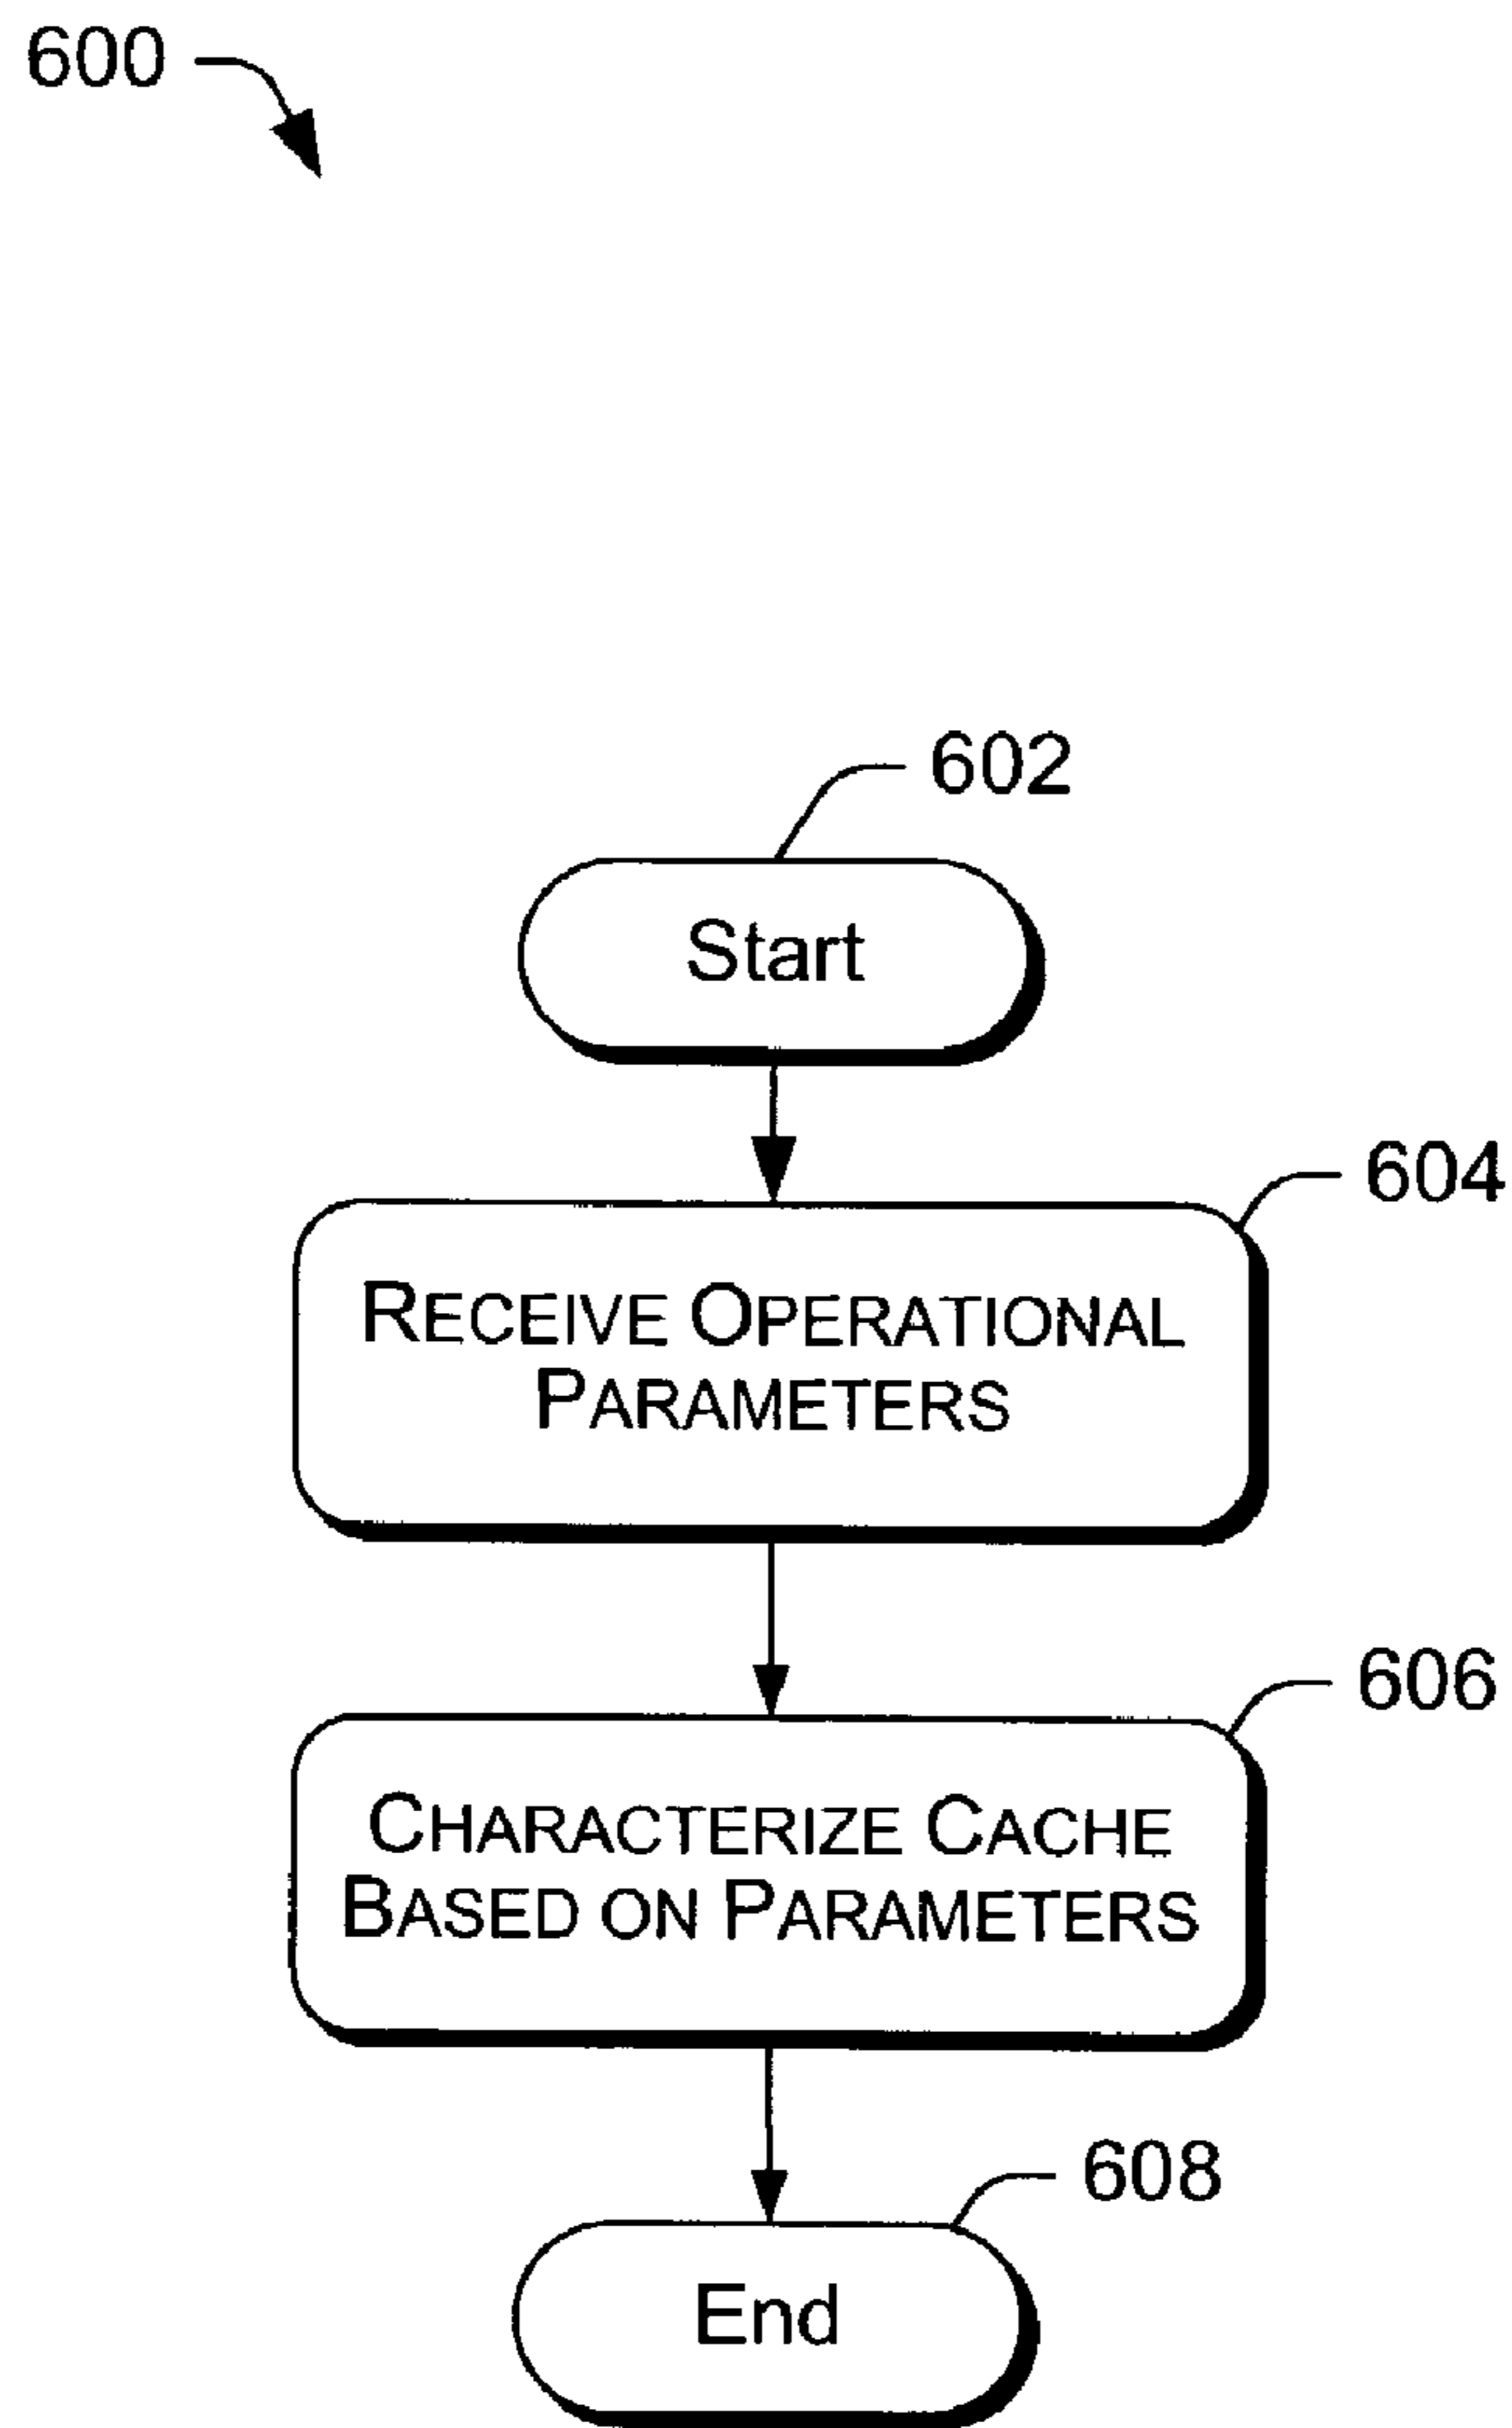 600
602
Start
604
RECEIVE OPERATIONAL
PARAMETERS
606
CHARACTERIZE CACHE
BASED ON PARAMETERS
608
End